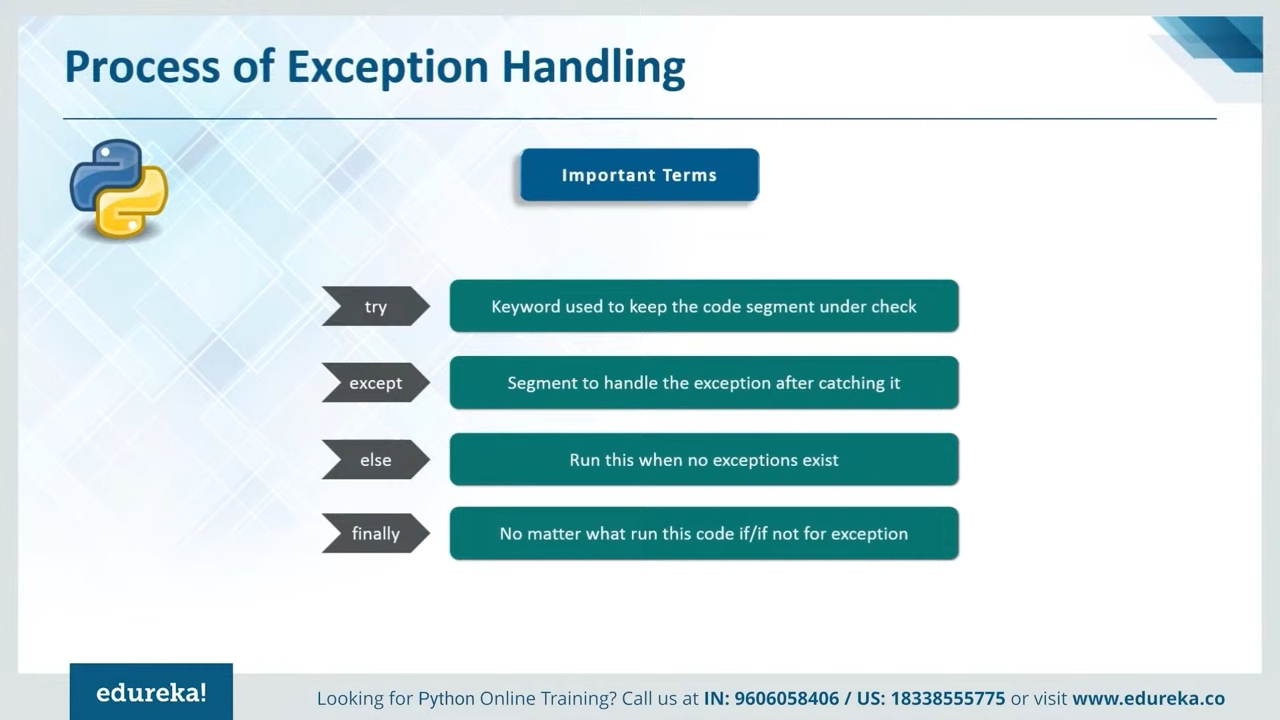 Process of Exception Handling
Important Terms
try
Keyword used to keep the code segment under check
except
Segment to handle the exception after catching it
else
Run this when no exceptions exist
finally
No matter what run this code if/if not for exception
edureka!
Looking for Python Online Training? Call us at IN: 9606058406 / US: 18338555775 or visit www.edureka.co